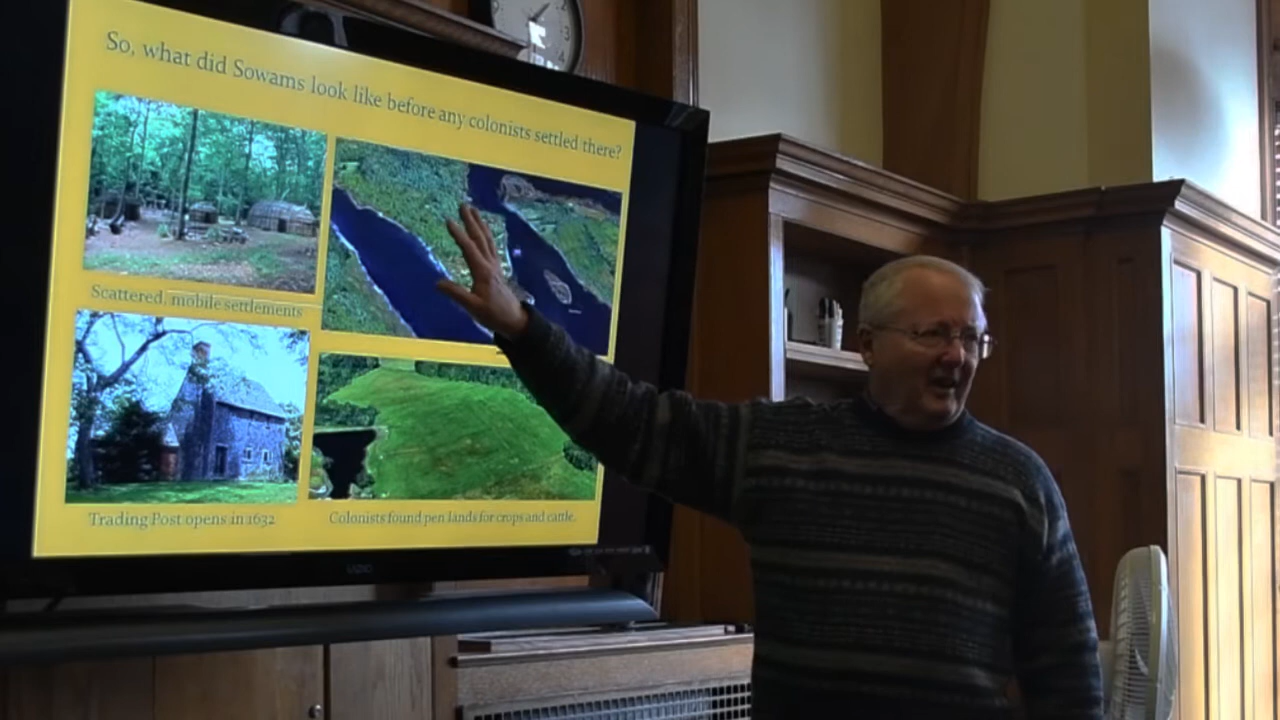 So, what did Sowams look like before any colonists settled there?
Scattered, mobile settlements
Trading Post opens in 1632
Colonists found pen lands for crops and cattle.
VIZIO